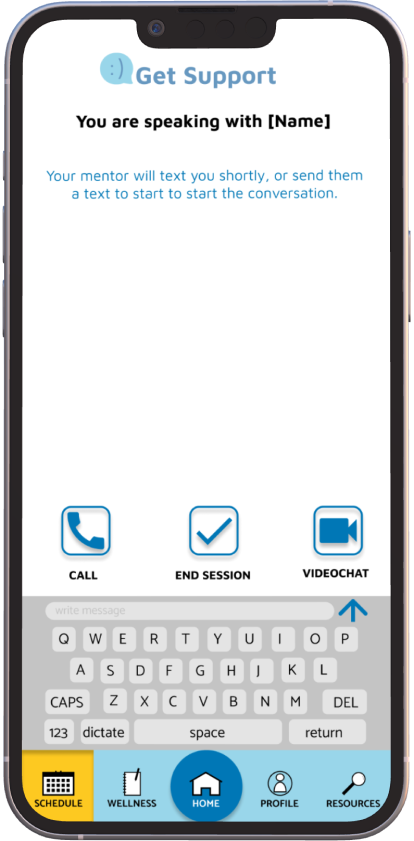 :) Get Support
You are speaking with [Name]
Your mentor will text you shortly, or send them
a text to start to start the conversation.
CALL
END SESSION
VIDEOCHAT
write message
Q W E R T Y U I O P
A S D F G H J K L
CAPS Z X C V B N M DEL
123 dictate space return
SCHEDULE
WELLNESS
HOME
PROFILE
RESOURCES